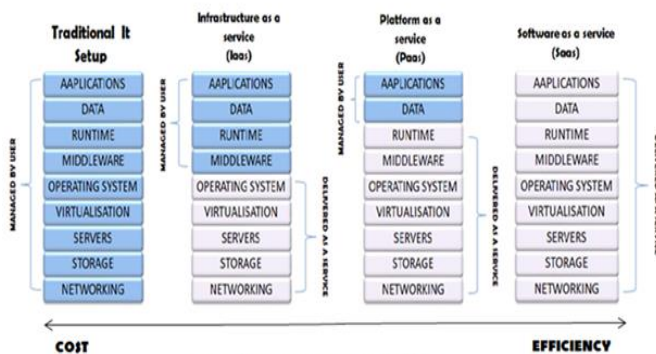 Traditional It
Setup
MANAGED BY USER
AAPLICATIONS
DATA
RUNTIME
MIDDLEWARE
OPERATING SYSTEM
VIRTUALISATION
SERVERS
STORAGE
NETWORKING
Infrastructure as a
service
(Iaas)
MANAGED BY USER
AAPLICATIONS
DATA
RUNTIME
MIDDLEWARE
OPERATING SYSTEM
VIRTUALISATION
SERVERS
STORAGE
NETWORKING
DELIVERED AS A SERVICE
Platform as a
service
(Paas)
MANAGED BY USER
AAPLICATIONS
DATA
RUNTIME
MIDDLEWARE
OPERATING SYSTEM
VIRTUALISATION
SERVERS
STORAGE
NETWORKING
DELIVERED AS A SERVICE
Software as a service
(Saas)
AAPLICATIONS
DATA
RUNTIME
MIDDLEWARE
OPERATING SYSTEM
VIRTUALISATION
SERVERS
STORAGE
NETWORKING
COST
EFFICIENCY